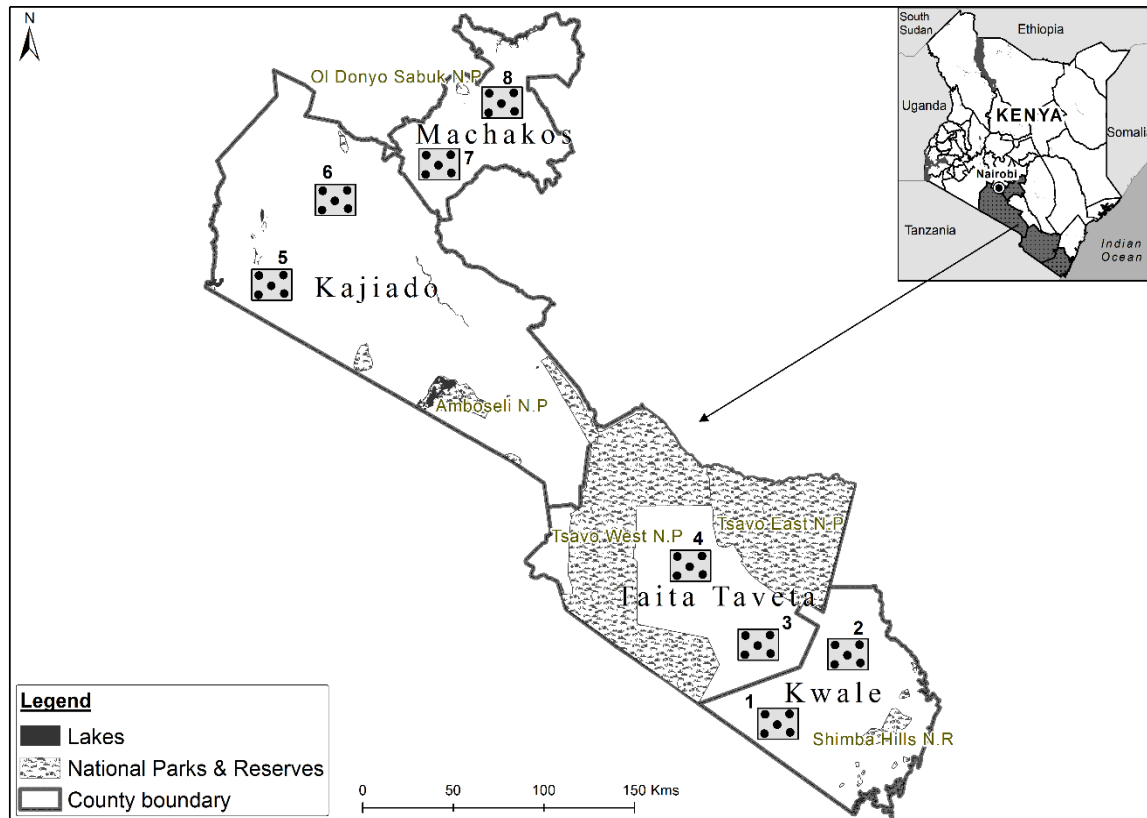 N
Ol Donyo Sabuk N.P
8
Machakos
7
6
5
Kajiado
Amboseli N.P
Tsavo East N.P
Tsavo West N.P
4
Taita Taveta
3
2
Kwale
1
Shimba Hills N.R
South
Sudan
Ethiopia
Uganda
KENYA
Somalia
Nairobi
Tanzania
Indian
Ocean
Legend
Lakes
National Parks & Reserves
County boundary
0 50 100 150 Kms